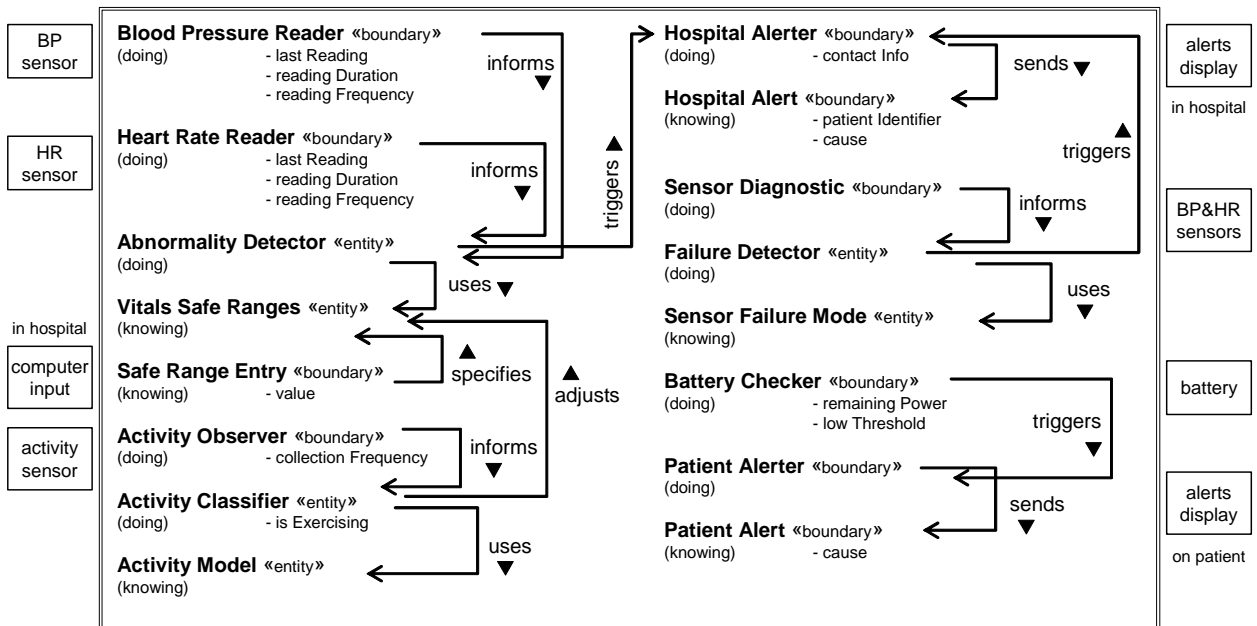 BP
sensor
HR
sensor
in hospital
computer
input
activity
sensor
Blood Pressure Reader «boundary»
(doing) - last Reading
- reading Duration
- reading Frequency
informs
Heart Rate Reader «boundary»
(doing) - last Reading
- reading Duration
- reading Frequency
informs
triggers
Abnormality Detector «entity»
(doing)
uses
Vitals Safe Ranges «entity»
(knowing)
specifies
adjusts
Safe Range Entry «boundary»
(knowing) - value
Activity Observer «boundary»
(doing) - collection Frequency
informs
Activity Classifier «entity»
(doing) - is Exercising
uses
Activity Model «entity»
(knowing)
Hospital Alerter «boundary»
(doing) - contact Info
sends
Hospital Alert «boundary»
(knowing) - patient Identifier
- cause
triggers
Sensor Diagnostic «boundary»
(doing)
informs
Failure Detector «entity»
(doing)
uses
Sensor Failure Mode «entity»
(knowing)
Battery Checker «boundary»
(doing) - remaining Power
- low Threshold
triggers
Patient Alerter «boundary»
(doing)
sends
Patient Alert «boundary»
(knowing) - cause
alerts
display
in hospital
BP&HR
sensors
battery
alerts
display
on patient